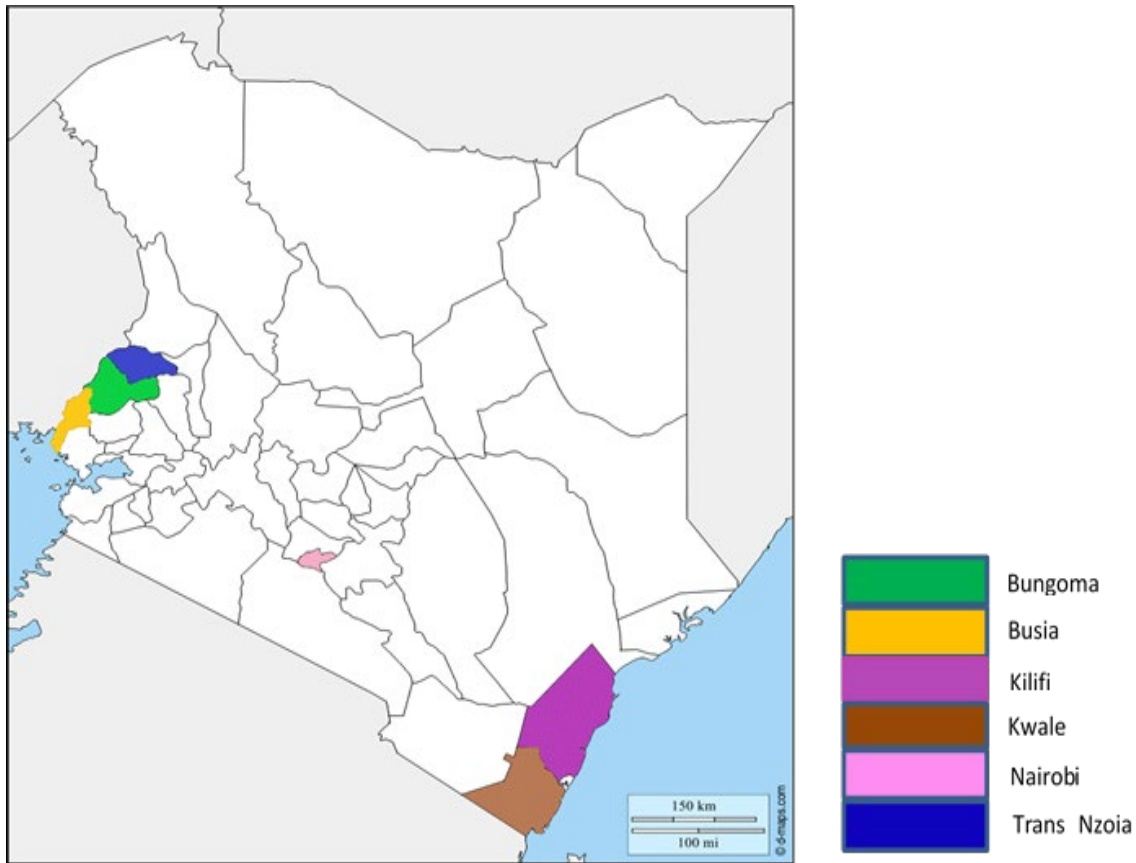 Bungoma
Busia
Kilifi
Kwale
Nairobi
Trans Nzoia
150 km
100 mi
© d-maps.com